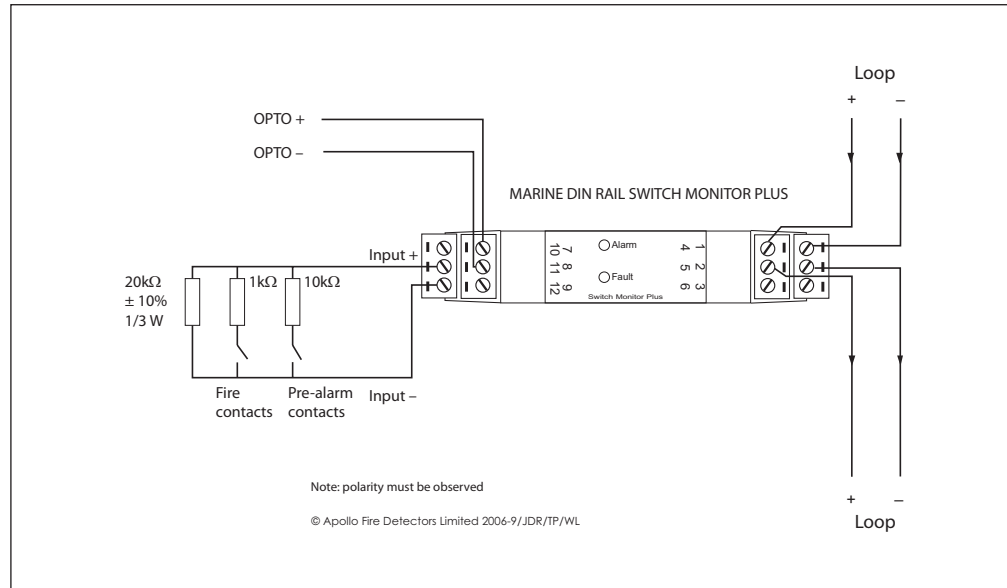 Loop
+ –
OPTO +
OPTO –
MARINE DIN RAIL SWITCH MONITOR PLUS
Input +
10 7
11 8
12 9
Alarm
Fault
4 1
5 2
6 3
Switch Monitor Plus
20kΩ
± 10%
1/3 W
1kΩ
10kΩ
Fire
contacts
Pre-alarm
contacts
Input –
Note: polarity must be observed
© Apollo Fire Detectors Limited 2006-9/JDR/TP/WL
+ –
Loop